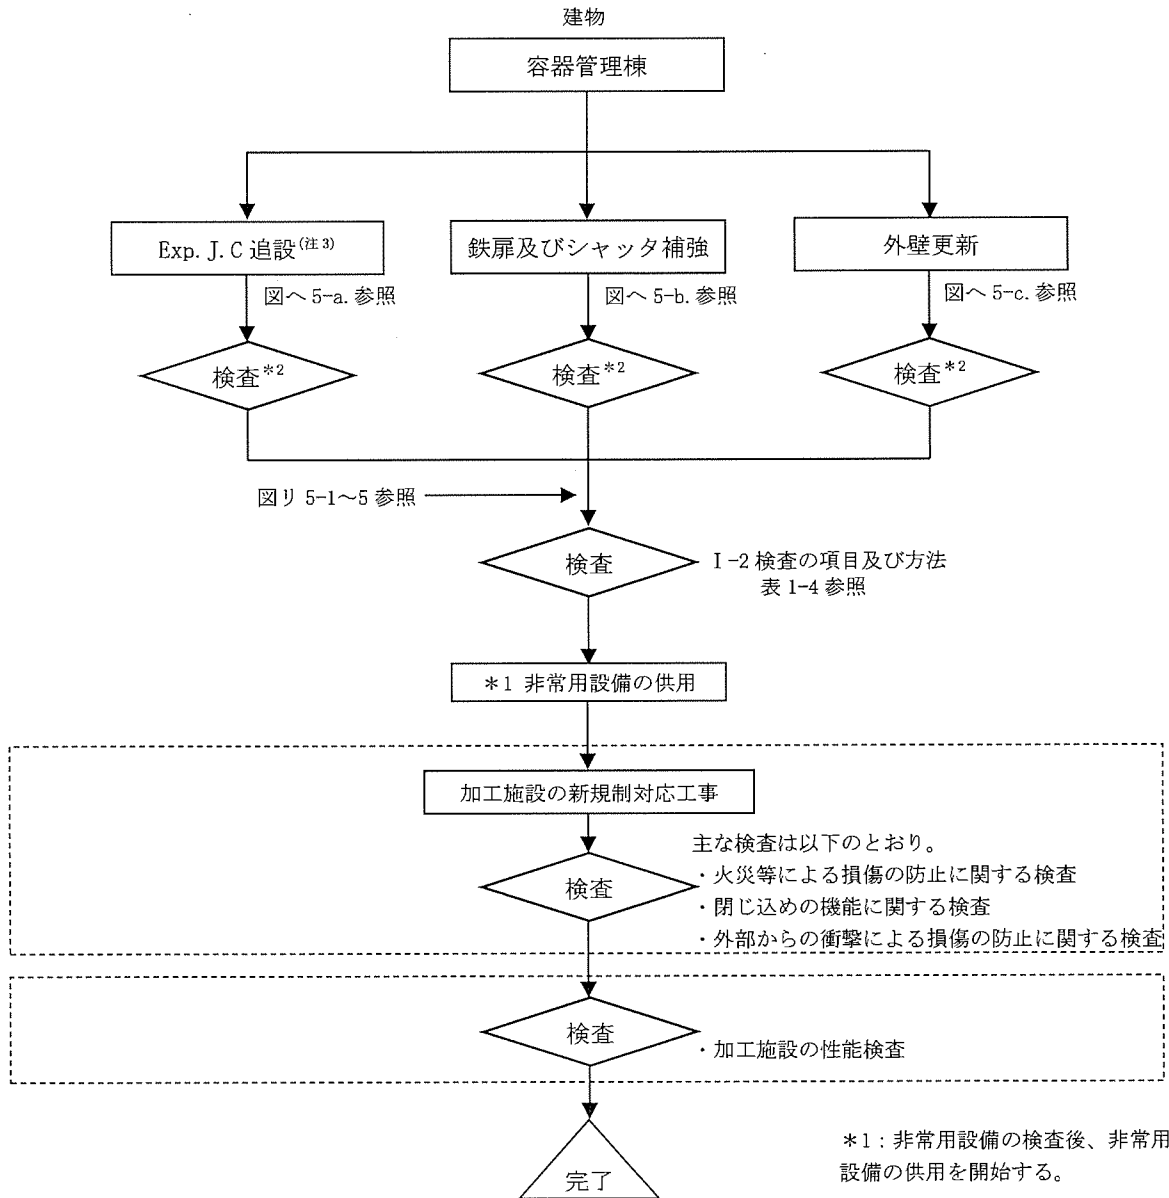 建物
容器管理棟
Exp. J. C 追設(注3)
鉄扉及びシャッタ補強
外壁更新
図へ 5-a. 参照
図へ 5-b. 参照
図へ 5-c. 参照
検査*2
検査*2
検査*2
図リ 5-1～5 参照
検査
Ⅰ-2 検査の項目及び方法
表 1-4 参照
*1 非常用設備の供用
加工施設の新規制対応工事
検査
主な検査は以下のとおり。
・火災等による損傷の防止に関する検査
・閉じ込めの機能に関する検査
・外部からの衝撃による損傷の防止に関する検査
検査
・加工施設の性能検査
完了
*1：非常用設備の検査後、非常用
設備の供用を開始する。